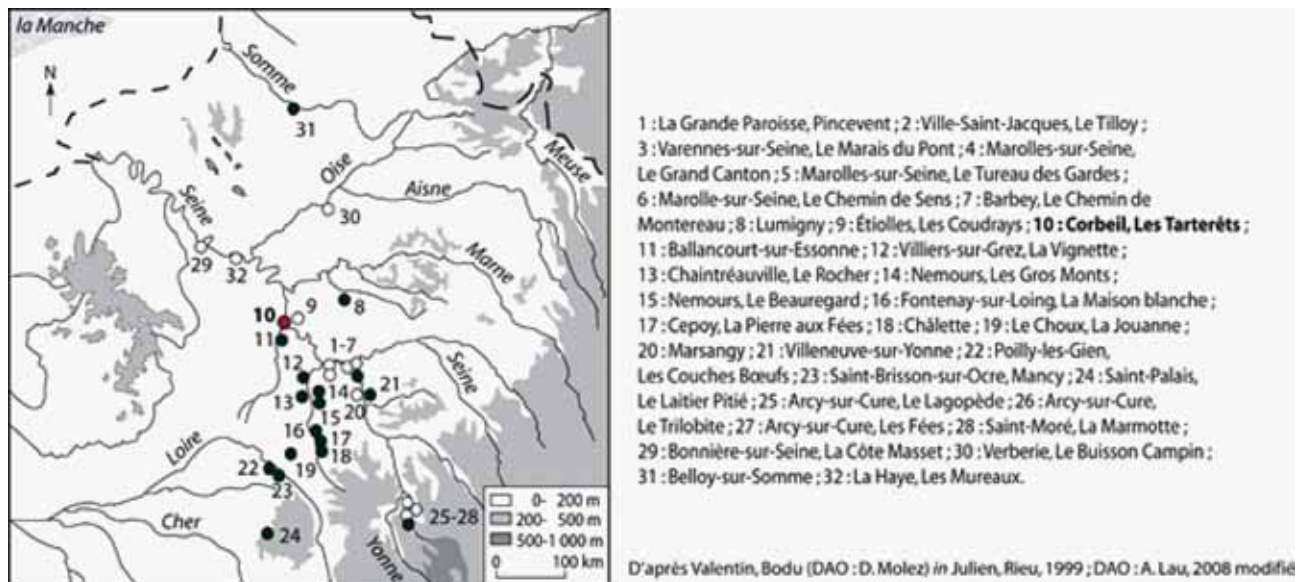 la Manche
N
Somme
31
Oise
Meuse
Aisne
30
Seine
29
32
Marne
10
9
8
11
1-7
12
Seine
14
21
13
15
20
16
17
Loire
18
22
19
23
25-28
Cher
24
Yonne
0- 200 m
200- 500 m
500-1 000 m
0 100 km
1 : La Grande Paroisse, Pincevent ; 2 : Ville-Saint-Jacques, Le Tilloy ;
3 : Varennes-sur-Seine, Le Marais du Pont ; 4 : Marolles-sur-Seine,
Le Grand Canton ; 5 : Marolles-sur-Seine, Le Tureau des Gardes ;
6 : Marolle-sur-Seine, Le Chemin de Sens ; 7 : Barbey, Le Chemin de
Montereau ; 8 : Lumigny ; 9 : Étiolles, Les Coudrays ; 10 : Corbeil, Les Tarterêts ;
11 : Ballancourt-sur-Essonne ; 12 : Villiers-sur-Grez, La Vignette ;
13 : Chaintréauville, Le Rocher ; 14 : Nemours, Les Gros Monts ;
15 : Nemours, Le Beauregard ; 16 : Fontenay-sur-Loing, La Maison blanche ;
17 : Cepoy, La Pierre aux Fées ; 18 : Châlette ; 19 : Le Choux, La Jouanne ;
20 : Marsangy ; 21 : Villeneuve-sur-Yonne ; 22 : Poilly-les-Gien,
Les Couches Bœufs ; 23 : Saint-Brisson-sur-Ocre, Mancy ; 24 : Saint-Palais,
Le Laitier Pitié ; 25 : Arcy-sur-Cure, Le Lagopède ; 26 : Arcy-sur-Cure,
Le Trilobite ; 27 : Arcy-sur-Cure, Les Fées ; 28 : Saint-Moré, La Marmotte ;
29 : Bonnière-sur-Seine, La Côte Masset ; 30 : Verberie, Le Buisson Campin ;
31 : Belloy-sur-Somme ; 32 : La Haye, Les Mureaux.
D'après Valentin, Bodu (DAO : D. Molez) in Julien, Rieu, 1999 ; DAO : A. Lau, 2008 modifié